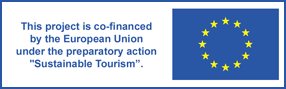 This project is co-financed
by the European Union
under the preparatory action
"Sustainable Tourism”.